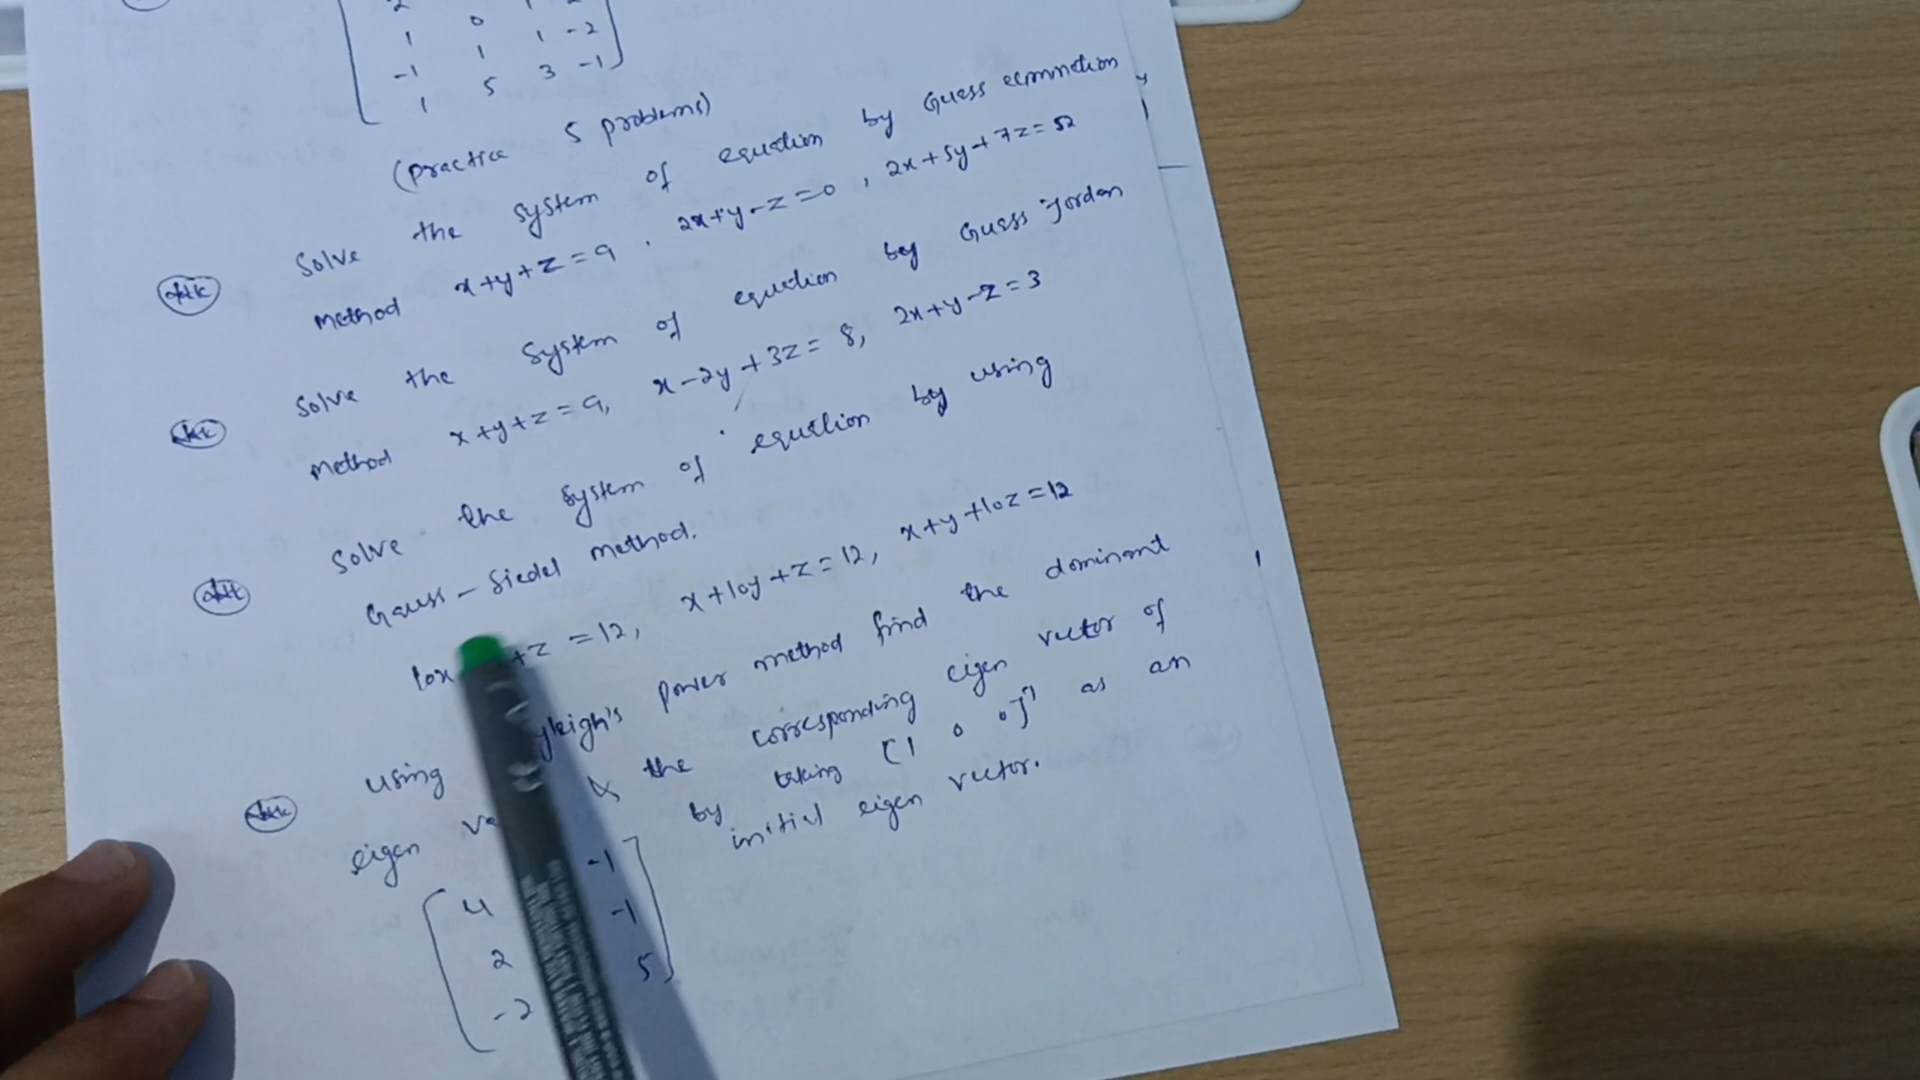 1 0 1 -2
-1 1 1 -2
1 5 3 -1
(Practice 5 problems)
Solve the system of equation by Guess
method x+y+z=9, 2x+y-z=0, 2x+5y+7z=52
Solve the system of equation by Guess Jordan
method x+y+z=9, x-2y+3z=8, 2x+y-z=3
Solve the system of equation by using
Gauss-Siedel method.
10x +z=12, x+10y+z=12, x+y+10z=12
using power method find the dominant
eigen & the corresponding eigen vector of
by taking [1 0 0]T as an
initial eigen vector.
4 -1
2 -1
-2 5